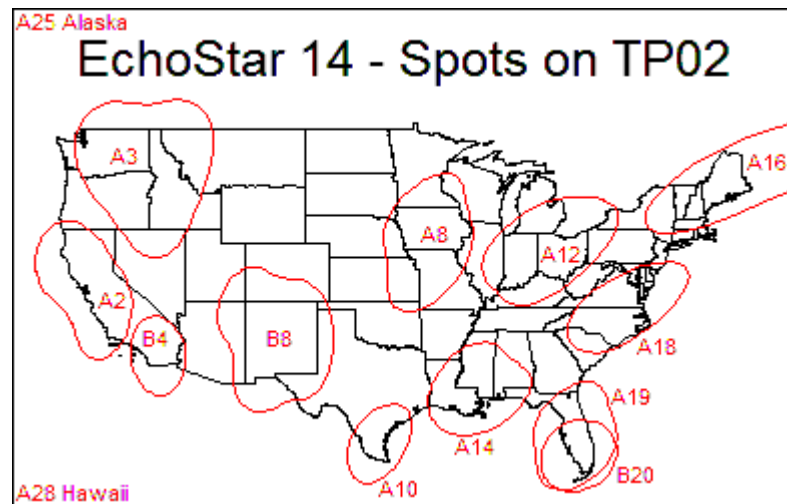 A25 Alaska
EchoStar 14 - Spots on TP02
A3
A16
A8
A12
A2
B4
B8
A18
A19
A14
B20
A10
A28 Hawaii